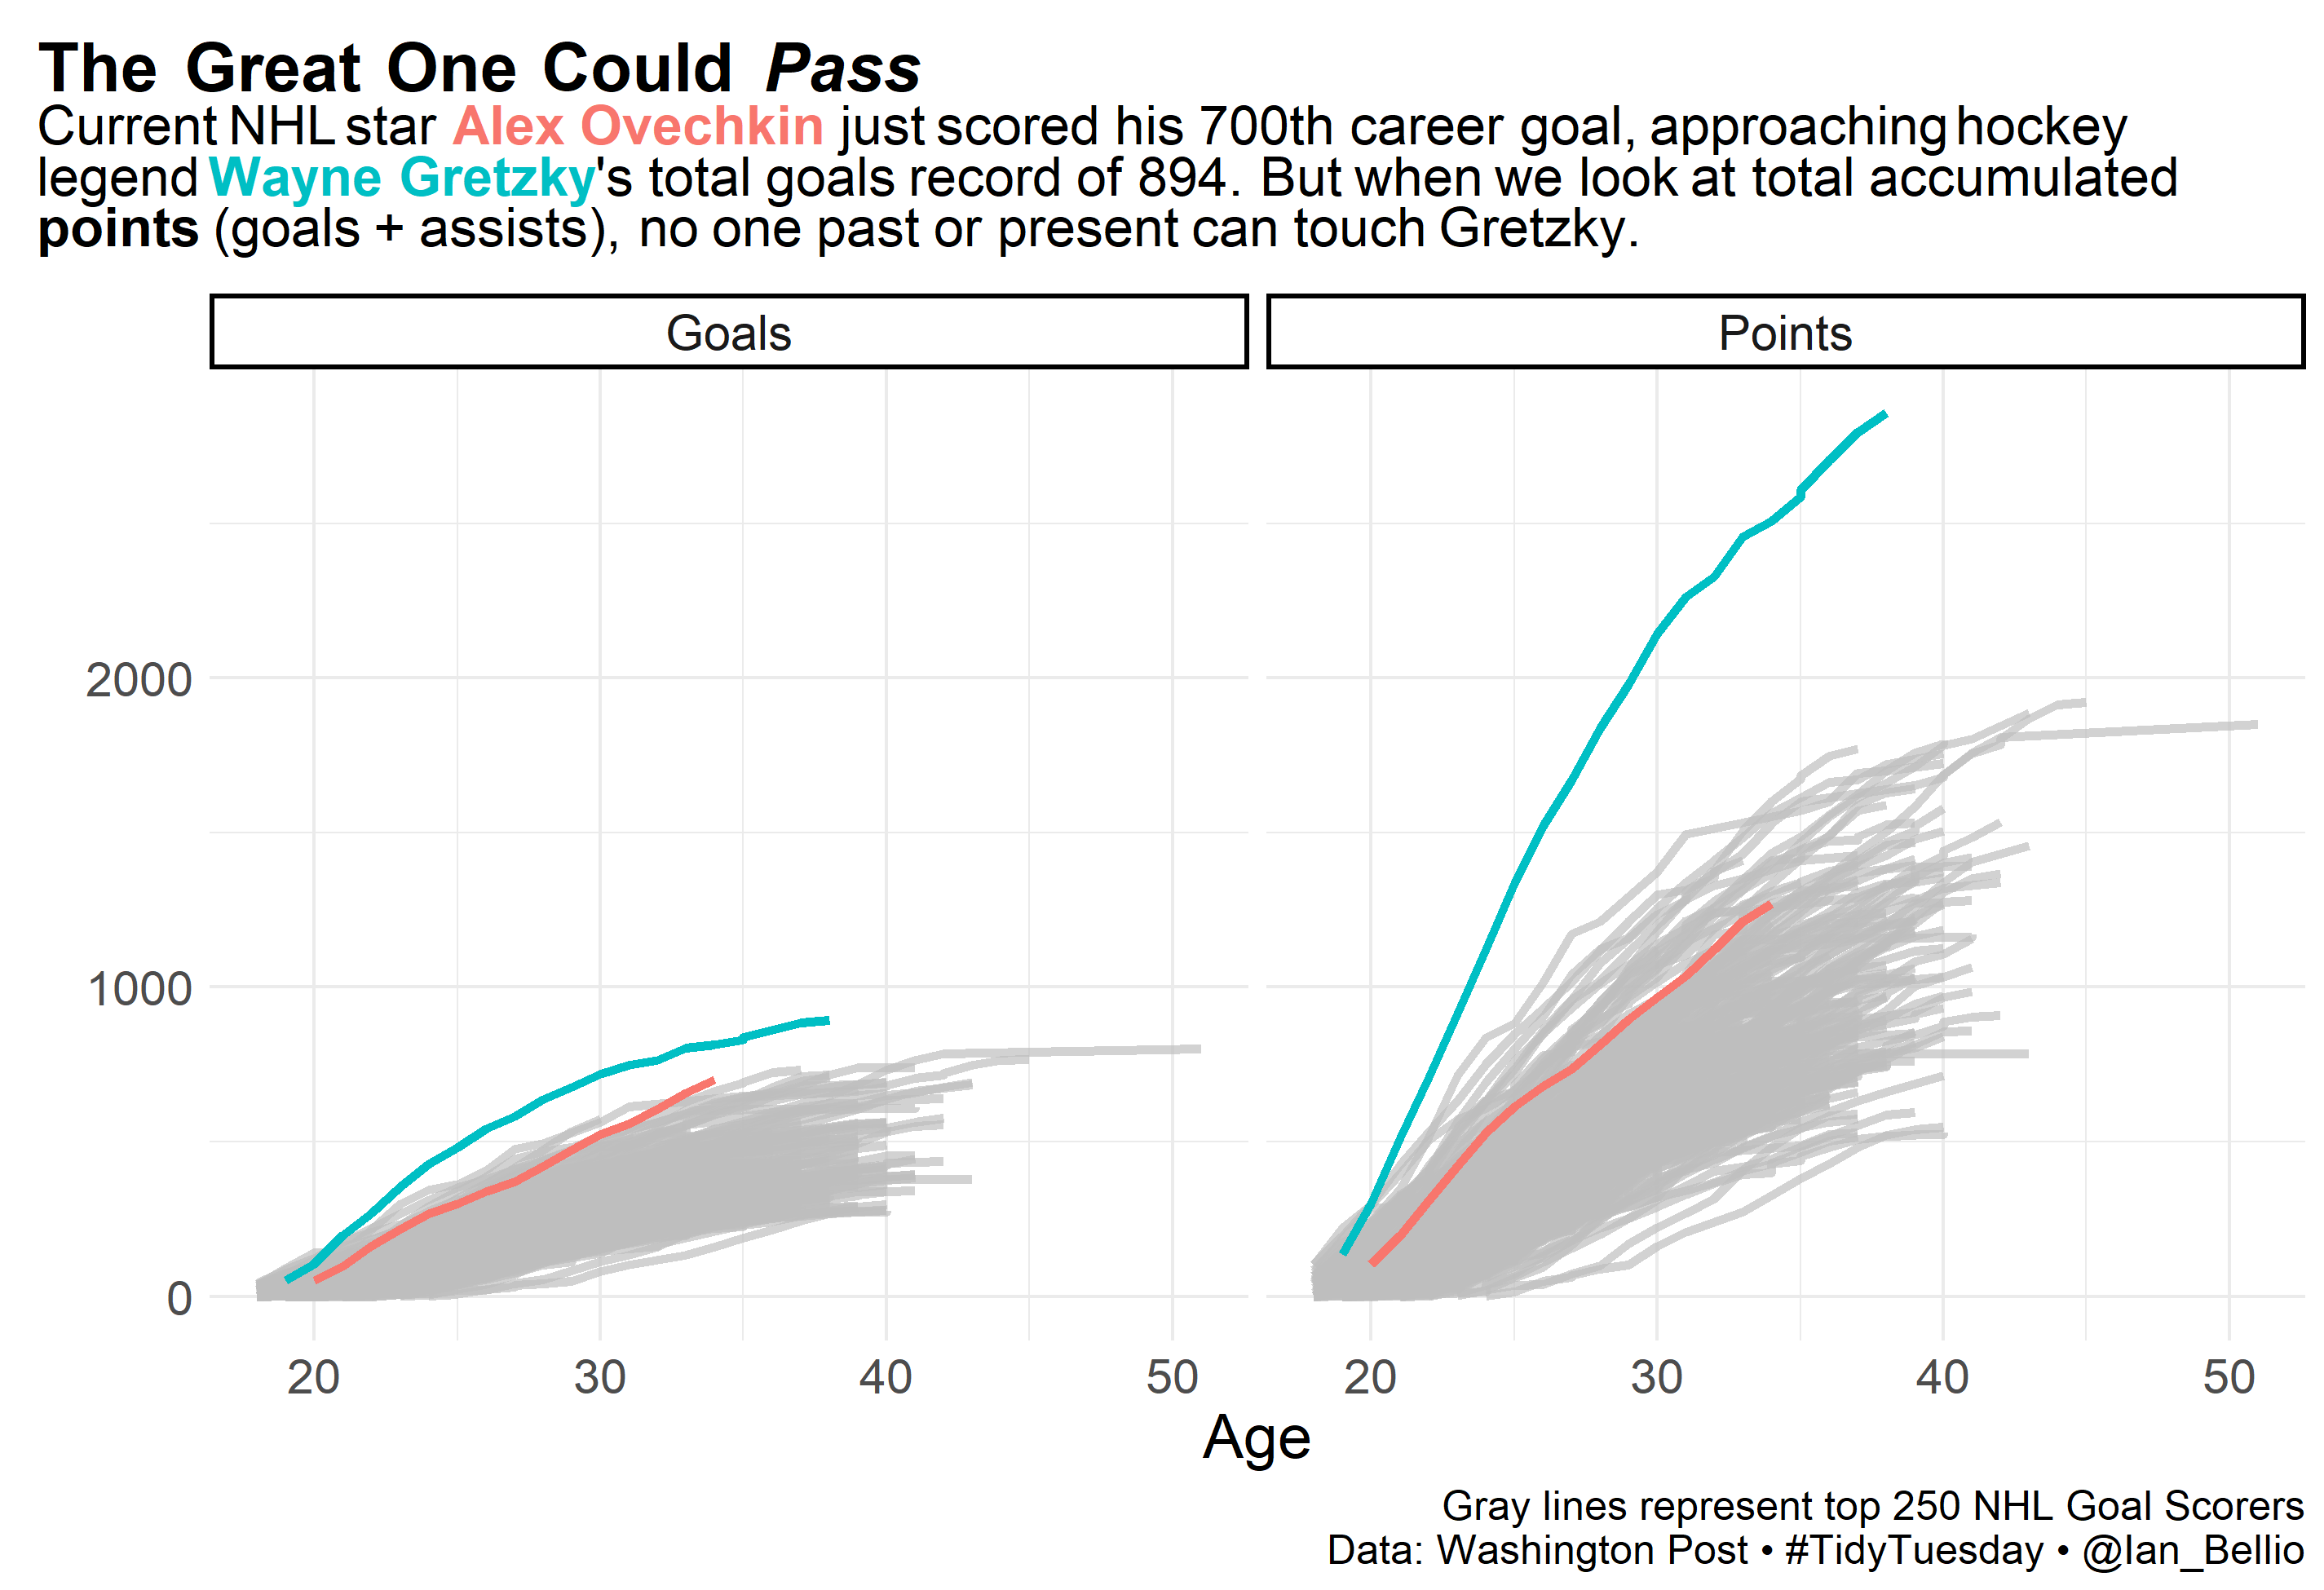 The Great One Could Pass
Current NHL star Alex Ovechkin just scored his 700th career goal, approaching hockey
legend Wayne Gretzky's total goals record of 894. But when we look at total accumulated
points (goals + assists), no one past or present can touch Gretzky.
Goals
Points
2000
1000
0
20 30 40 50
20 30 40 50
Age
Gray lines represent top 250 NHL Goal Scorers
Data: Washington Post • #TidyTuesday • @Ian_Bellio